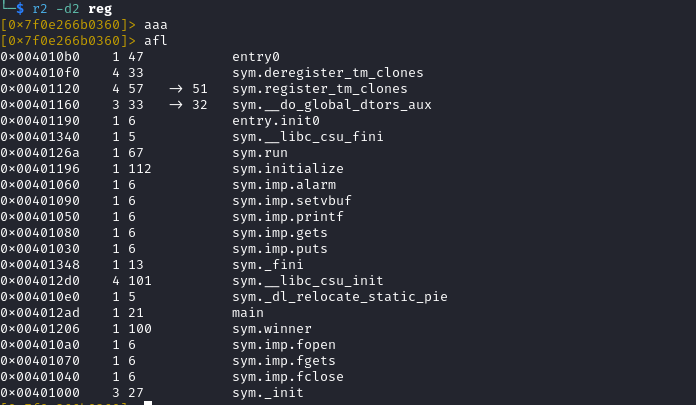 └─$ r2 -d2 reg
[0×7f0e266b0360]> aaa
[0×7f0e266b0360]> afl
0×004010b0    1 47           entry0
0×004010f0    4 33           sym.deregister_tm_clones
0×00401120    4 57   -> 51   sym.register_tm_clones
0×00401160    3 33   -> 32   sym.__do_global_dtors_aux
0×00401190    1 6            entry.init0
0×00401340    1 5            sym.__libc_csu_fini
0×0040126a    1 67           sym.run
0×00401196    1 112          sym.initialize
0×00401060    1 6            sym.imp.alarm
0×00401090    1 6            sym.imp.setvbuf
0×00401050    1 6            sym.imp.printf
0×00401080    1 6            sym.imp.gets
0×00401030    1 6            sym.imp.puts
0×00401348    1 13           sym._fini
0×004012d0    4 101          sym.__libc_csu_init
0×004010e0    1 5            sym._dl_relocate_static_pie
0×004012ad    1 21           main
0×00401206    1 100          sym.winner
0×004010a0    1 6            sym.imp.fopen
0×00401070    1 6            sym.imp.fgets
0×00401040    1 6            sym.imp.fclose
0×00401000    3 27           sym._init
[0×7f0e266b0360]>